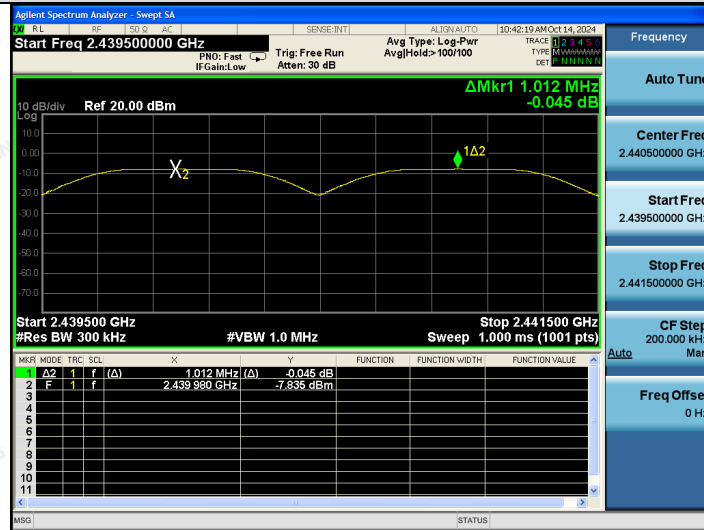 Agilent Spectrum Analyzer - Swept SA
LXI RL RF 50 Ω AC SENSE:INT ALIGNAUTO 10:42:19 AM Oct 14, 2024
Start Freq 2.439500000 GHz
PNO: Fast
IFGain:Low
Trig: Free Run
Atten: 30 dB
Avg Type: Log-Pwr
Avg|Hold:>100/100
TRACE 1 2 3 4 5 6
TYPE M
DET P N N N N N
ΔMkr1 1.012 MHz
-0.045 dB
10 dB/div Ref 20.00 dBm
Log
10.0
0.00
-10.0
-20.0
-30.0
-40.0
-50.0
-60.0
-70.0
X2
1Δ2
Start 2.439500 GHz Stop 2.441500 GHz
#Res BW 300 kHz #VBW 1.0 MHz Sweep 1.000 ms (1001 pts)
MKR MODE TRC SCL X Y FUNCTION FUNCTION WIDTH FUNCTION VALUE
1 Δ2 1 f (Δ) 1.012 MHz (Δ) -0.045 dB
2 F 1 f 2.439 980 GHz -7.835 dBm
3
4
5
6
7
8
9
10
11
MSG STATUS
Frequency
Auto Tune
Center Freq
2.440500000 GHz
Start Freq
2.439500000 GHz
Stop Freq
2.441500000 GHz
CF Step
200.000 kHz
Auto Man
Freq Offset
0 Hz